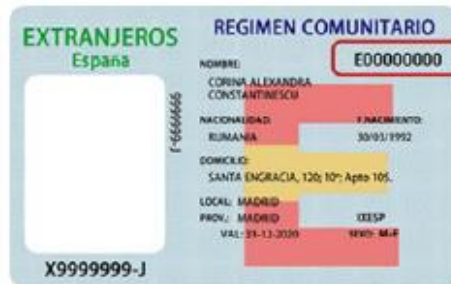 EXTRANJEROS
España
REGIMEN COMUNITARIO
E00000000
NOMBRE:
CORINA ALEXANDRA
CONSTANTINESCU
NACIONALIDAD: F.NACIMIENTO:
RUMANIA 30/03/1992
DOMICILIO:
SANTA ENGRACIA, 120; 10º; Apto 105.
LOCAL: MADRID
PROV.: MADRID
VAL: 31-12-2020 SEXO: M-F
X9999999-J